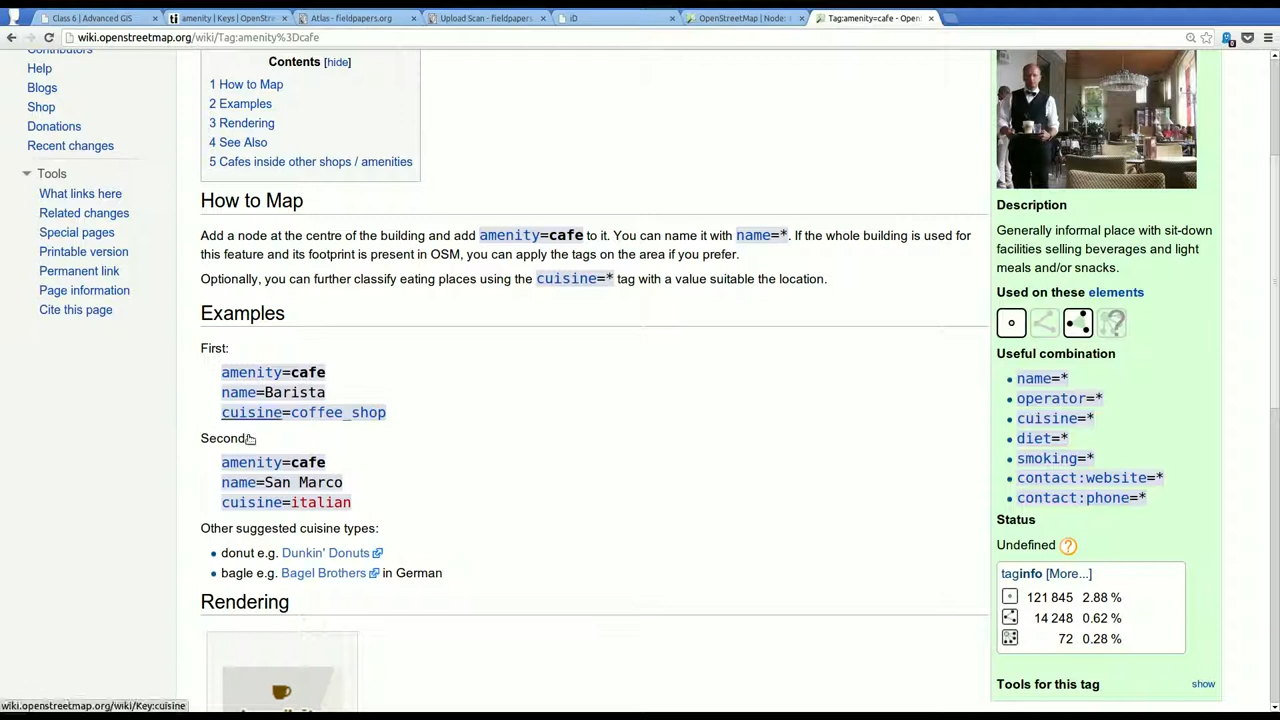 Class 6 | Advanced GIS
amenity | Keys | OpenStre
Atlas - fieldpapers.org
Upload Scan - fieldpapers.
iD
OpenStreetMap | Node:
Tag:amenity=cafe - Open
wiki.openstreetmap.org/wiki/Tag:amenity%3Dcafe
Contributors
Help
Blogs
Shop
Donations
Recent changes
Tools
What links here
Related changes
Special pages
Printable version
Permanent link
Page information
Cite this page
Contents [hide]
1 How to Map
2 Examples
3 Rendering
4 See Also
5 Cafes inside other shops / amenities
How to Map
Add a node at the centre of the building and add amenity=cafe to it. You can name it with name=*. If the whole building is used for
this feature and its footprint is present in OSM, you can apply the tags on the area if you prefer.
Optionally, you can further classify eating places using the cuisine=* tag with a value suitable the location.
Examples
First:
amenity=cafe
name=Barista
cuisine=coffee_shop
Second
amenity=cafe
name=San Marco
cuisine=italian
Other suggested cuisine types:
donut e.g. Dunkin' Donuts
bagle e.g. Bagel Brothers in German
Rendering
Description
Generally informal place with sit-down
facilities selling beverages and light
meals and/or snacks.
Used on these elements
Useful combination
name=*
operator=*
cuisine=*
diet=*
smoking=*
contact:website=*
contact:phone=*
Status
Undefined ?
taginfo [More...]
121 845 2.88 %
14 248 0.62 %
72 0.28 %
Tools for this tag show
wiki.openstreetmap.org/wiki/Key:cuisine